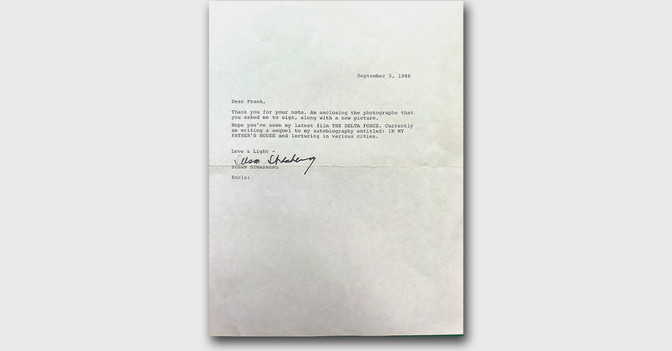 September 5, 1986
Dear Frank,
Thank you for your note. Am enclosing the photographs that
you asked me to sign, along with a new picture.
Hope you've seen my latest film THE DELTA FORCE. Currently
am writing a sequel to my autobiography entitled: IN MY
FATHER'S HOUSE and lecturing in various cities.
Love & Light -
Susan Strasberg
SUSAN STRASBERG
Encls: